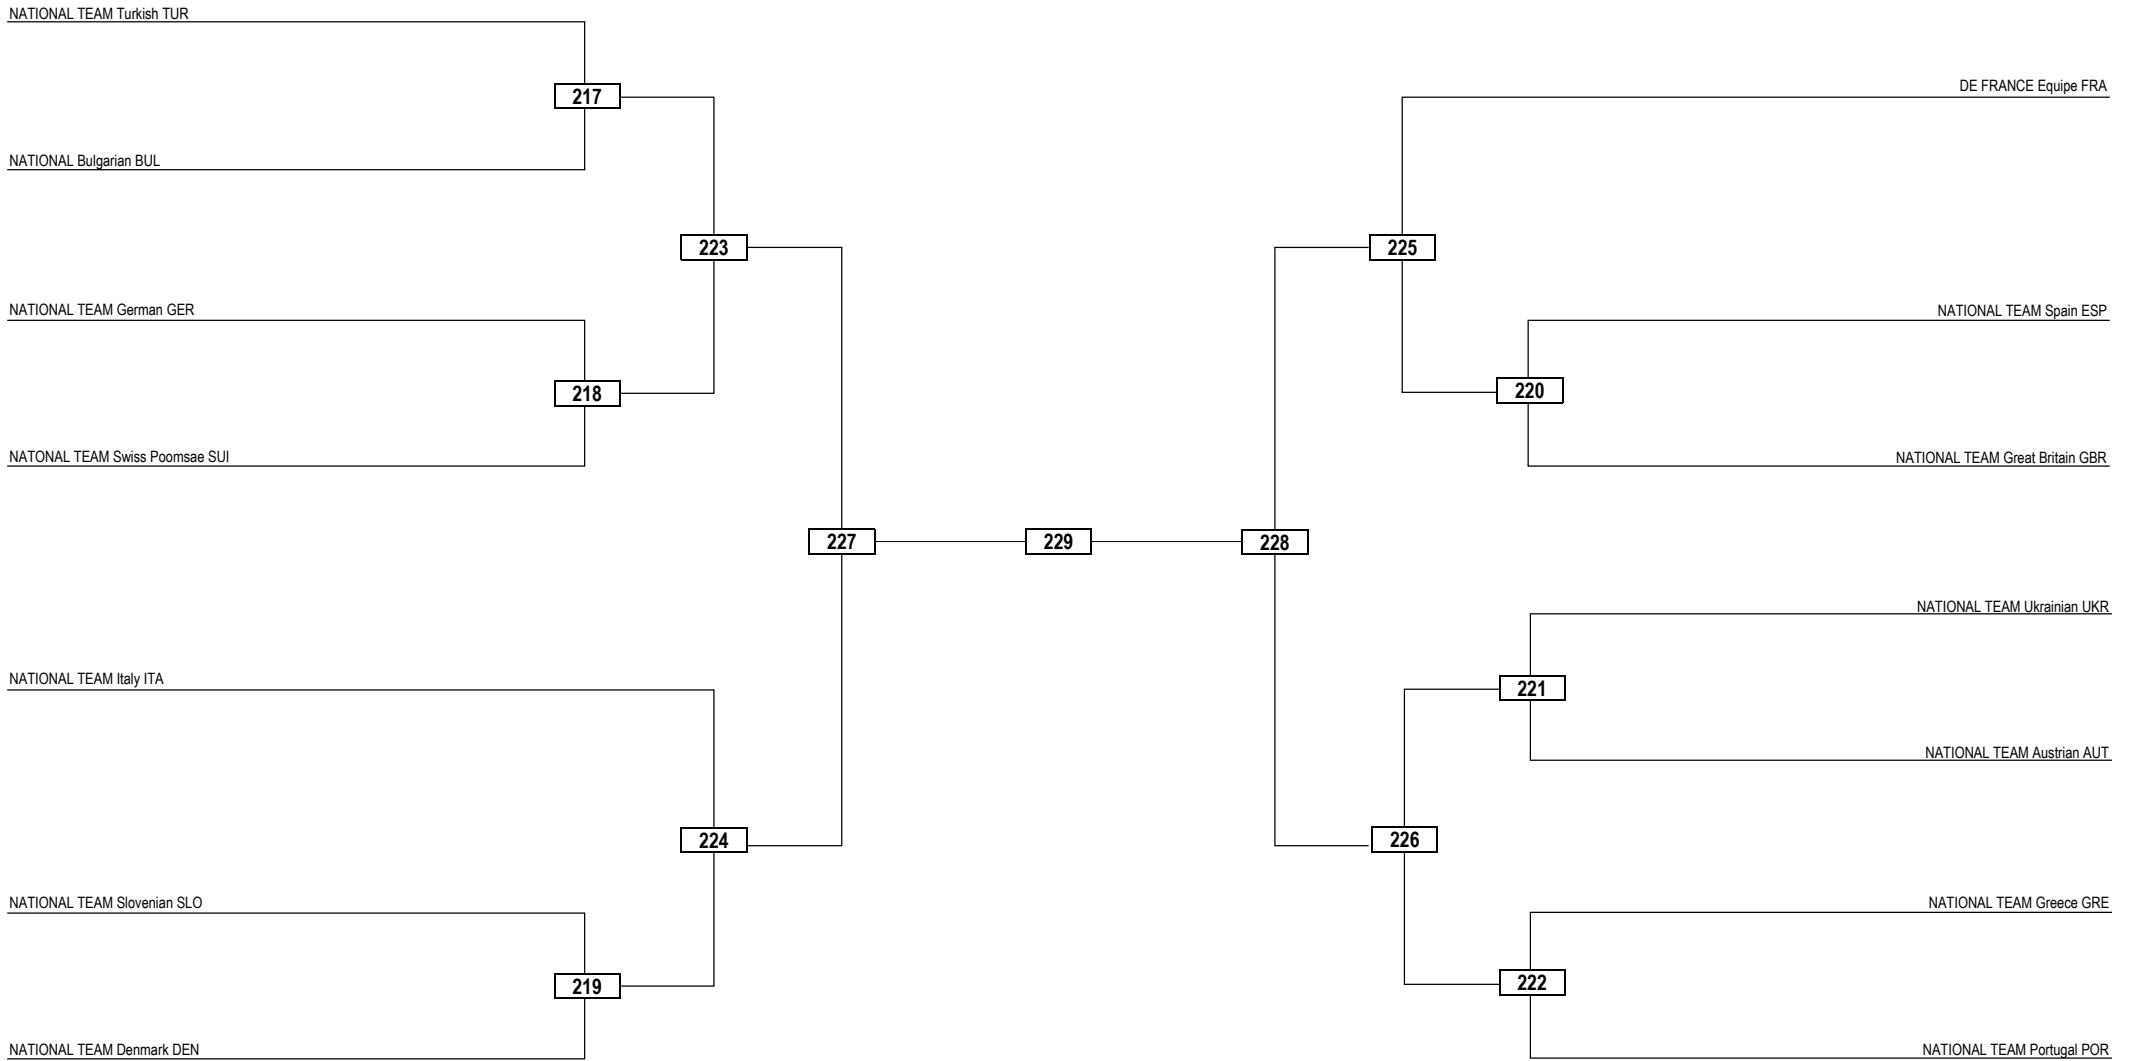 NATIONAL TEAM Turkish TUR
217
DE FRANCE Equipe FRA
NATIONAL Bulgarian BUL
223
225
NATIONAL TEAM German GER
NATIONAL TEAM Spain ESP
218
220
NATONAL TEAM Swiss Poomsae SUI
NATIONAL TEAM Great Britain GBR
227
229
228
NATIONAL TEAM Ukrainian UKR
NATIONAL TEAM Italy ITA
221
NATIONAL TEAM Austrian AUT
224
226
NATIONAL TEAM Slovenian SLO
NATIONAL TEAM Greece GRE
219
222
NATIONAL TEAM Denmark DEN
NATIONAL TEAM Portugal POR